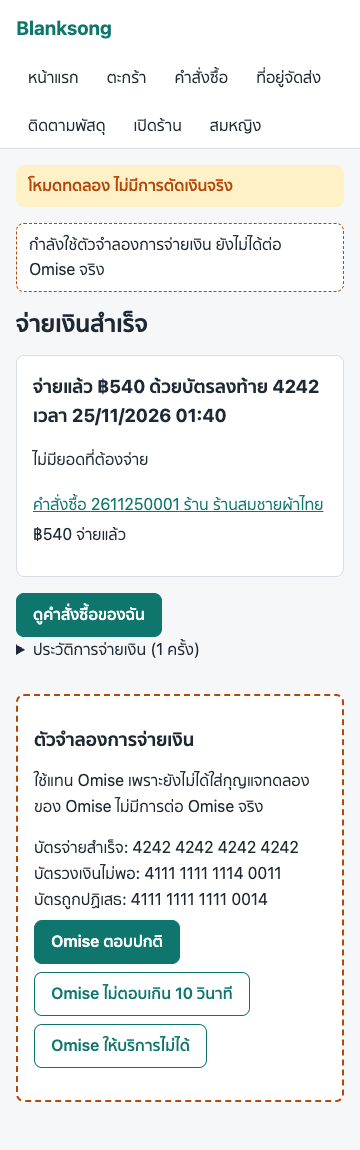 Blanksong
หน้าแรก ตะกร้า คำสั่งซื้อ ที่อยู่จัดส่ง
ติดตามพัสดุ เปิดร้าน สมหญิง
โหมดทดลอง ไม่มีการตัดเงินจริง
กำลังใช้ตัวจำลองการจ่ายเงิน ยังไม่ได้ต่อ
Omise จริง
จ่ายเงินสำเร็จ
จ่ายแล้ว ฿540 ด้วยบัตรลงท้าย 4242
เวลา 25/11/2026 01:40
ไม่มียอดที่ต้องจ่าย
คำสั่งซื้อ 2611250001 ร้าน ร้านสมชายผ้าไทย
฿540 จ่ายแล้ว
ดูคำสั่งซื้อของฉัน
ประวัติการจ่ายเงิน (1 ครั้ง)
ตัวจำลองการจ่ายเงิน
ใช้แทน Omise เพราะยังไม่ได้ใส่กุญแจทดลอง
ของ Omise ไม่มีการต่อ Omise จริง
บัตรจ่ายสำเร็จ: 4242 4242 4242 4242
บัตรวงเงินไม่พอ: 4111 1111 1114 0011
บัตรถูกปฏิเสธ: 4111 1111 1111 0014
Omise ตอบปกติ
Omise ไม่ตอบเกิน 10 วินาที
Omise ให้บริการไม่ได้